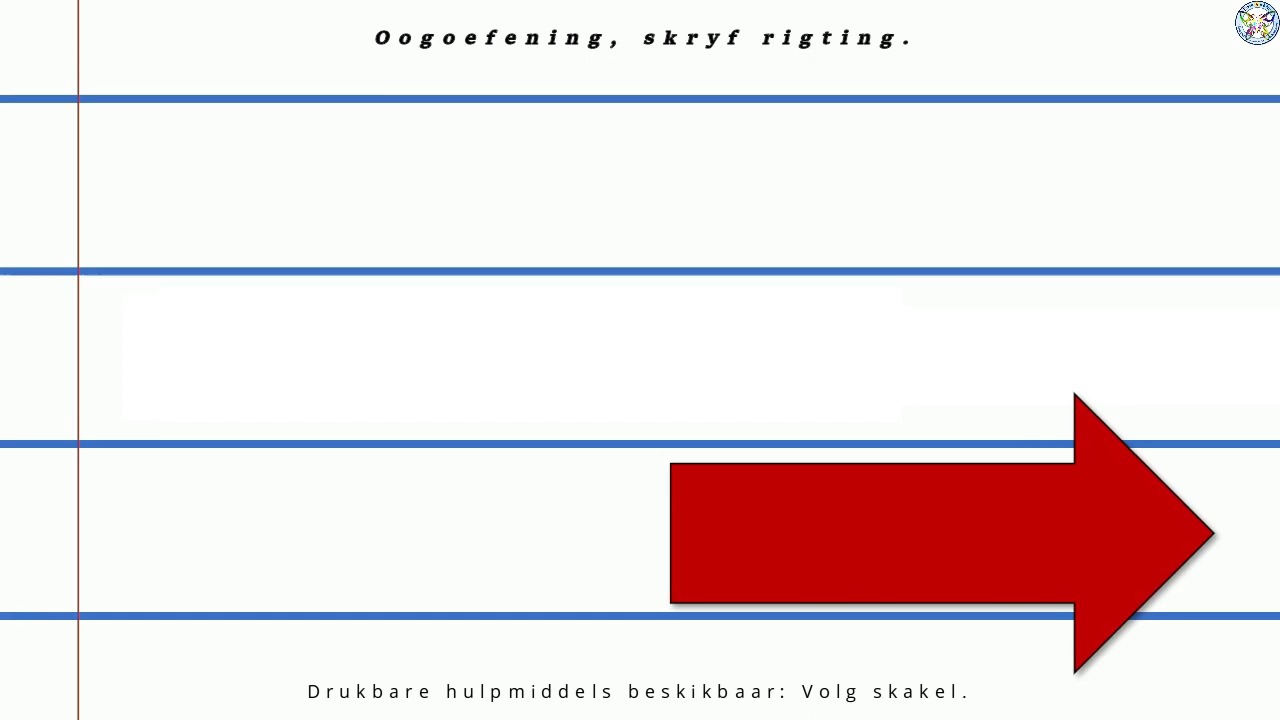 Oogoefening, skryf rigting.
Drukbare hulpmiddels beskikbaar: Volg skakel.